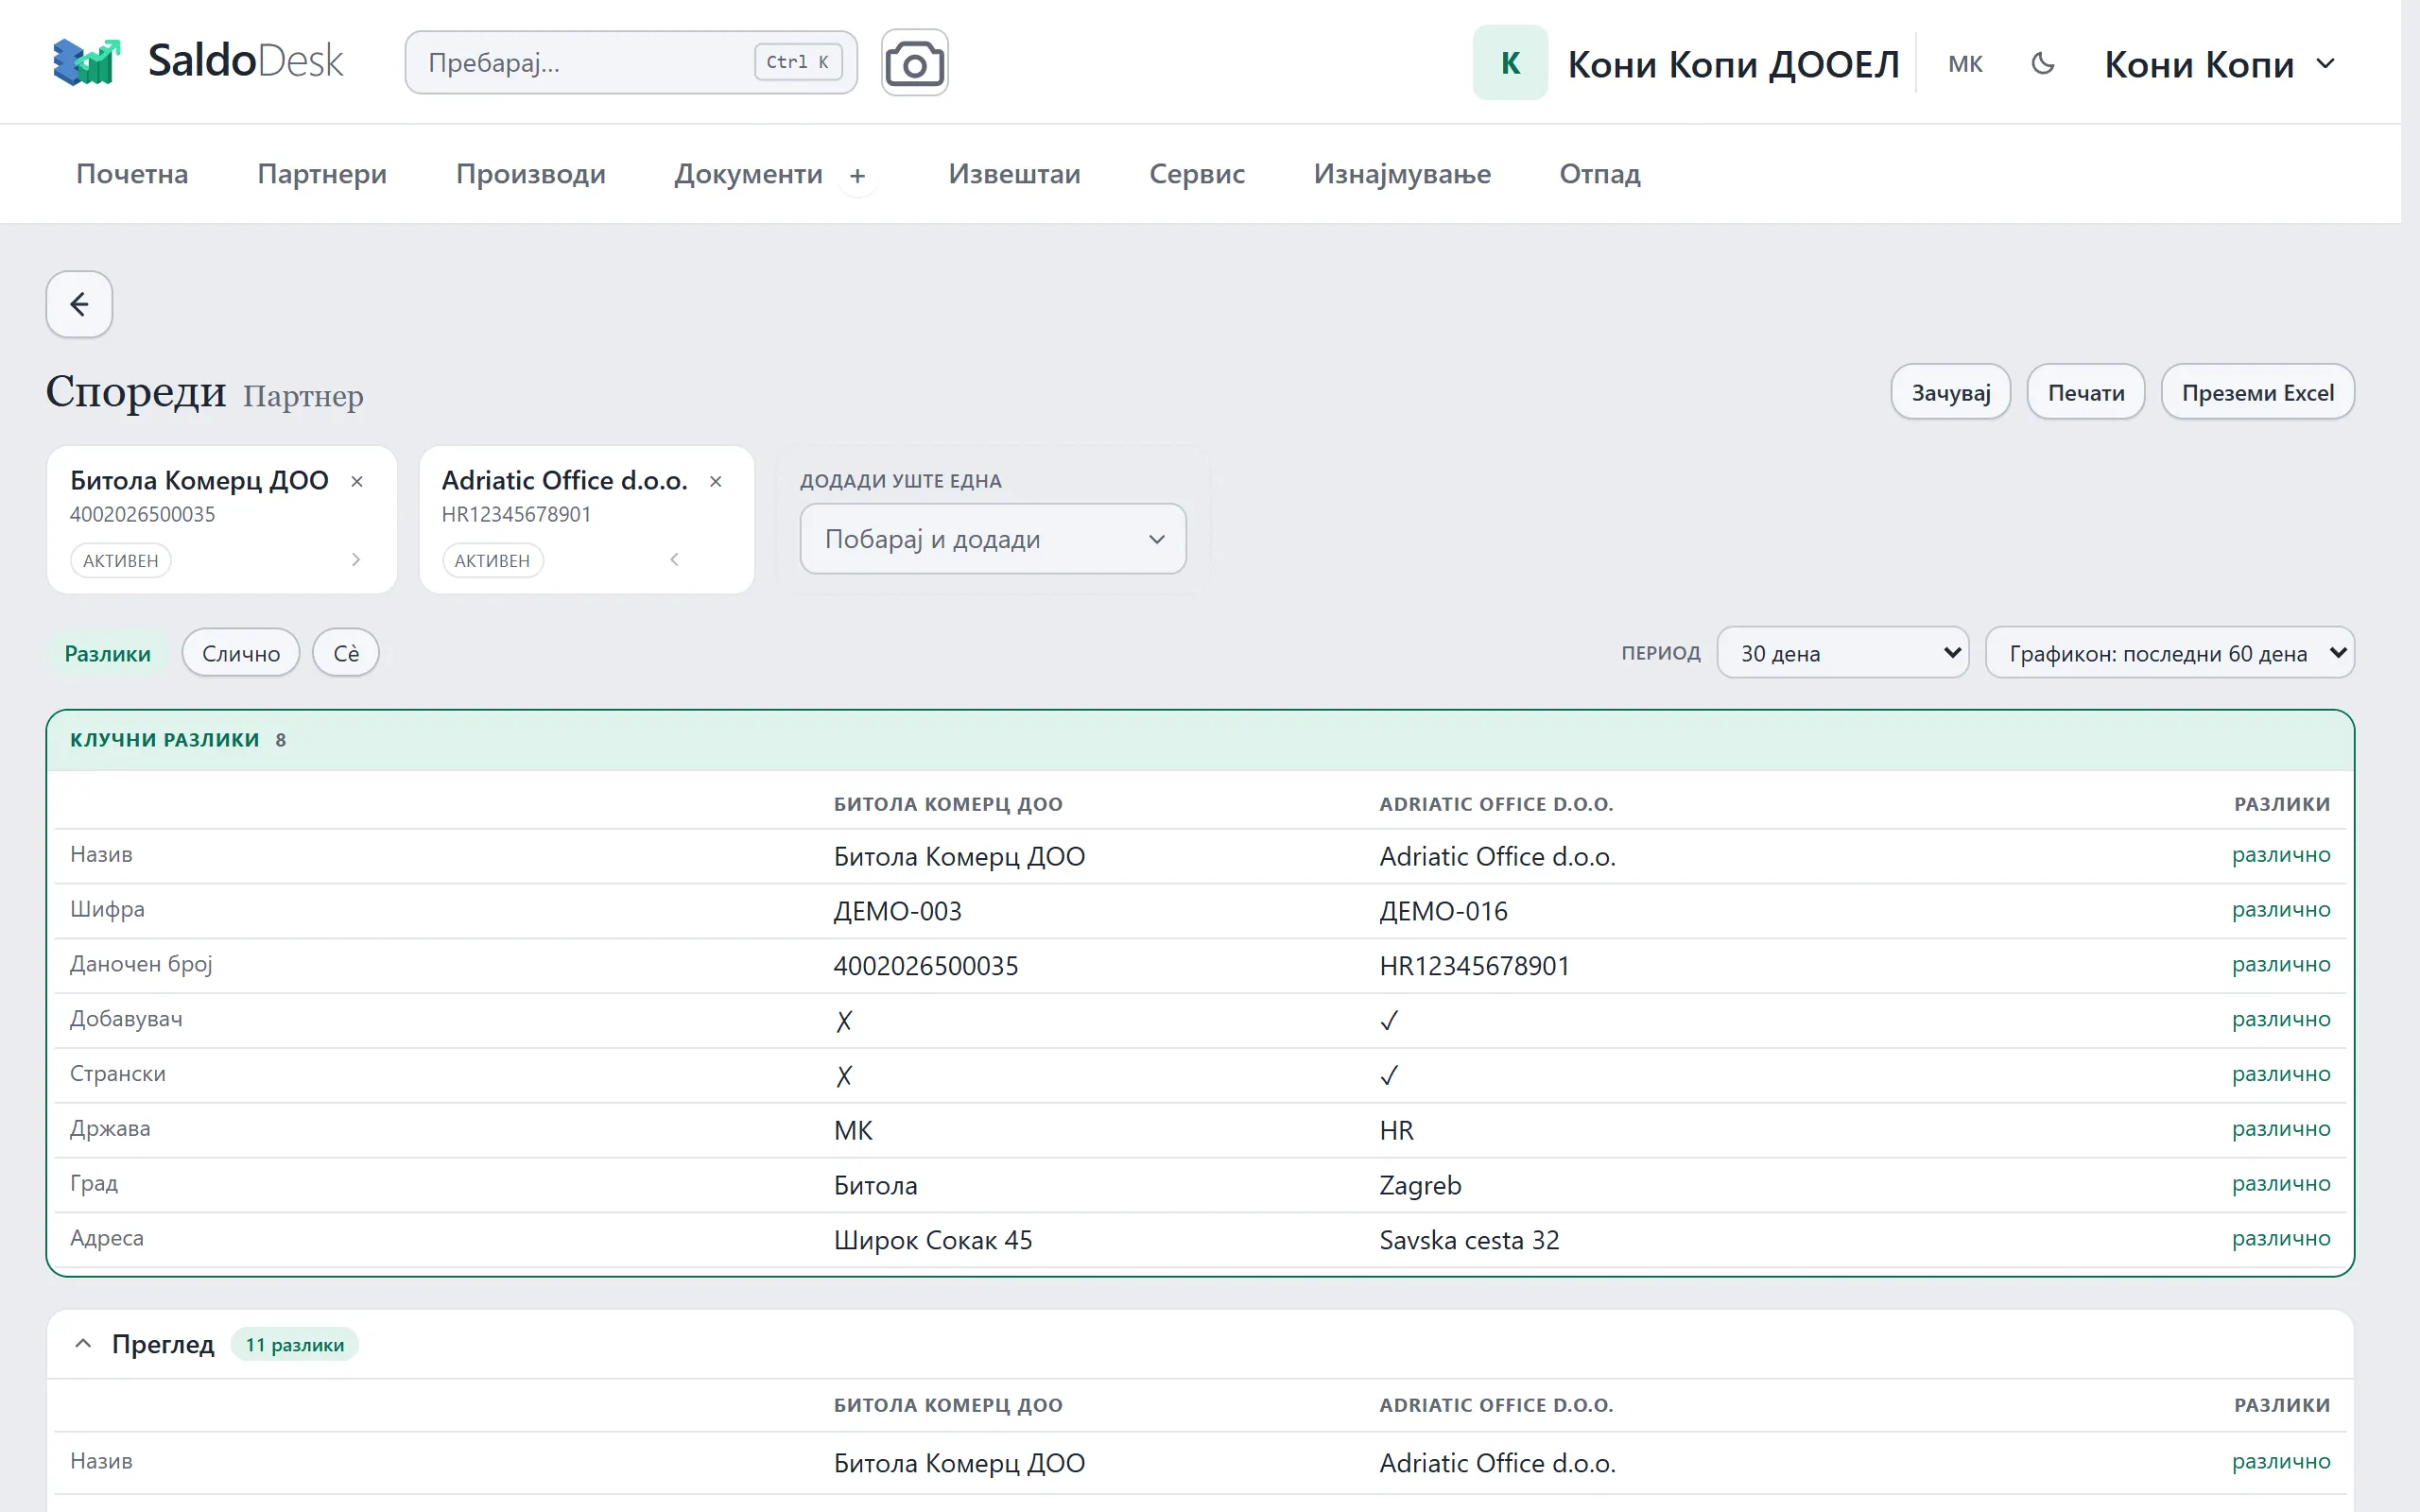 SaldoDesk Пребарај... Ctrl K К Кони Копи ДООЕЛ МК Кони Копи
Почетна Партнери Производи Документи + Извештаи Сервис Изнајмување Отпад
Спореди Партнер Зачувај Печати Преземи Excel
Битола Комерц ДОО ×
4002026500035
АКТИВЕН
Adriatic Office d.o.o. ×
HR12345678901
АКТИВЕН
ДОДАДИ УШТЕ ЕДНА
Побарај и додади
Разлики Слично Сè ПЕРИОД 30 дена Графикон: последни 60 дена
КЛУЧНИ РАЗЛИКИ 8
БИТОЛА КОМЕРЦ ДОО ADRIATIC OFFICE D.O.O. РАЗЛИКИ
Назив Битола Комерц ДОО Adriatic Office d.o.o. различно
Шифра ДЕМО-003 ДЕМО-016 различно
Даночен број 4002026500035 HR12345678901 различно
Добавувач ✗ ✓ различно
Странски ✗ ✓ различно
Држава МК HR различно
Град Битола Zagreb различно
Адреса Широк Сокак 45 Savska cesta 32 различно
Преглед 11 разлики
БИТОЛА КОМЕРЦ ДОО ADRIATIC OFFICE D.O.O. РАЗЛИКИ
Назив Битола Комерц ДОО Adriatic Office d.o.o. различно